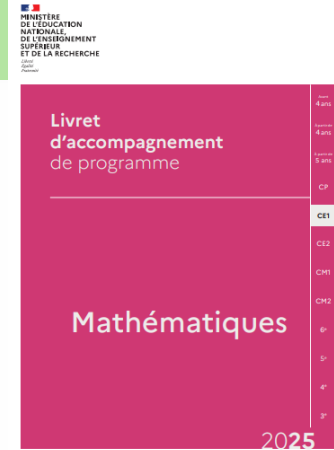 MINISTÈRE
DE L'ÉDUCATION
NATIONALE,
DE L'ENSEIGNEMENT
SUPÉRIEUR
ET DE LA RECHERCHE
Liberté
Égalité
Fraternité
Livret
d'accompagnement
de programme
4 ans
4 ans
5 ans
CP
CE1
CE2
CM1
CM2
6e
5e
4e
3e
Mathématiques
2025